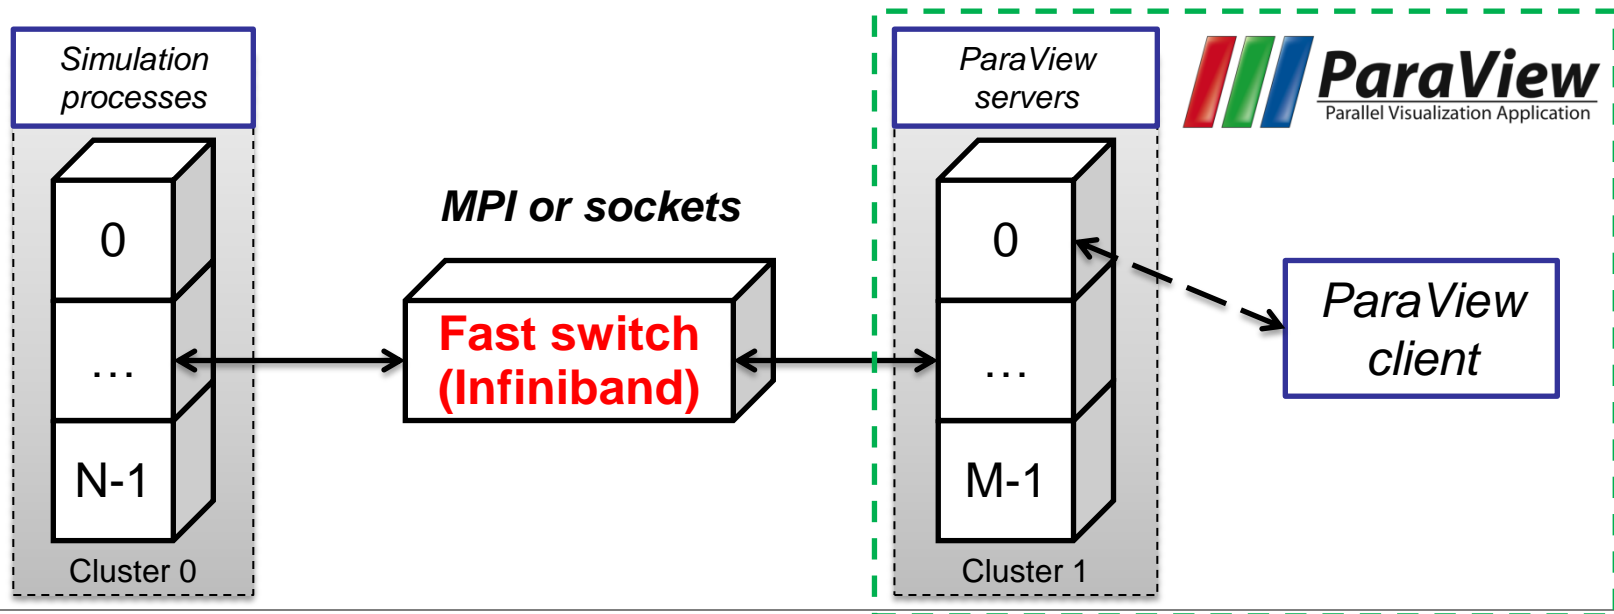 Simulation
processes
0
…
N-1
Cluster 0
MPI or sockets
Fast switch
(Infiniband)
ParaView
servers
0
…
M-1
Cluster 1
ParaView
Parallel Visualization Application
ParaView
client